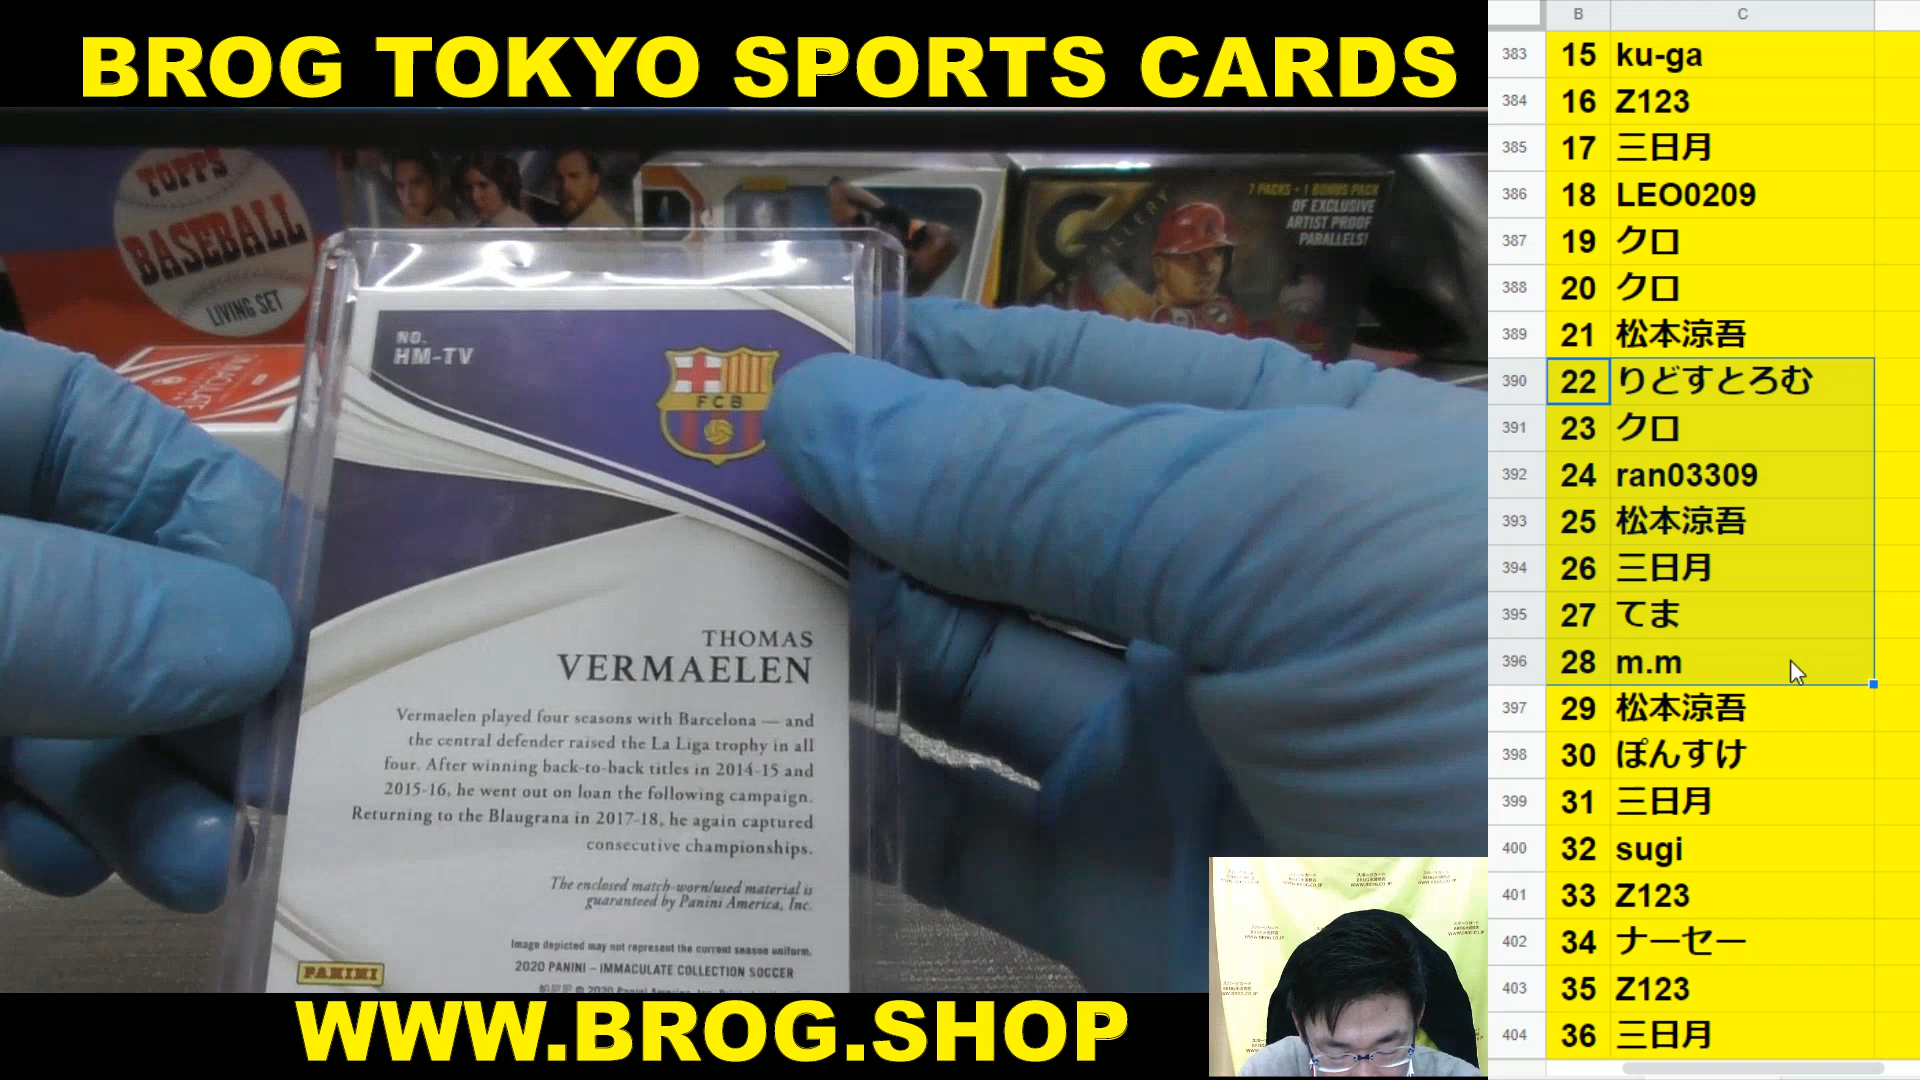 BROG TOKYO SPORTS CARDS
TOPPS
BASEBALL
LIVING SET
GALLERY
7 PACKS • 1 BONUS PACK
OF EXCLUSIVE
ARTIST PROOF
PARALLELS!
NO.
HM-TV
FCB
THOMAS
VERMAELEN
Vermaelen played four seasons with Barcelona — and
the central defender raised the La Liga trophy in all
four. After winning back-to-back titles in 2014-15 and
2015-16, he went out on loan the following campaign.
Returning to the Blaugrana in 2017-18, he again captured
consecutive championships.
The enclosed match-worn/used material is
guaranteed by Panini America, Inc.
Image depicted may not represent the current season uniform.
2020 PANINI – IMMACULATE COLLECTION SOCCER
© 2020 Panini America, Inc.
PANINI
WWW.BROG.SHOP
B C
383 15 ku-ga
384 16 Z123
385 17 三日月
386 18 LEO0209
387 19 クロ
388 20 クロ
389 21 松本涼吾
390 22 りどすとろむ
391 23 クロ
392 24 ran03309
393 25 松本涼吾
394 26 三日月
395 27 てま
396 28 m.m
397 29 松本涼吾
398 30 ぽんすけ
399 31 三日月
400 32 sugi
401 33 Z123
402 34 ナーセー
403 35 Z123
404 36 三日月